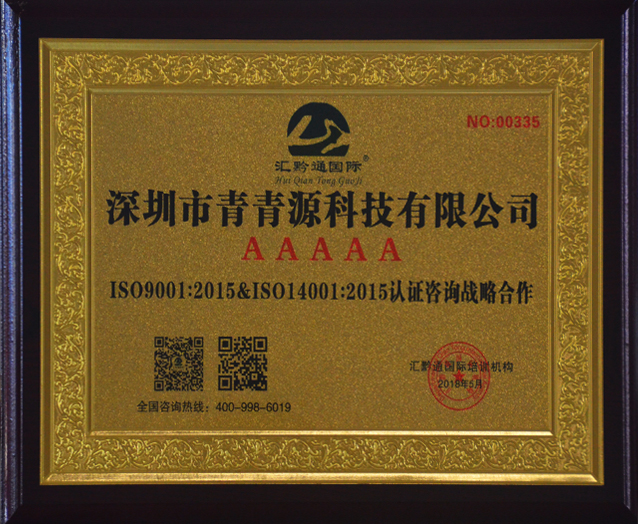 NO:00335
汇黔通国际®
Hui Qian Tong GuoJi
深圳市青青源科技有限公司
AAAAA
ISO9001:2015&ISO14001:2015认证咨询战略合作
汇黔通国际培训机构
2018年5月
全国咨询热线：400-998-6019